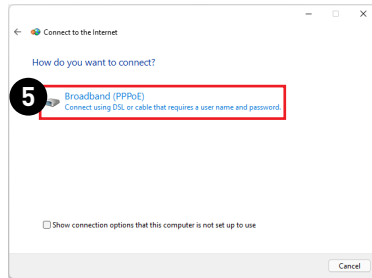 Connect to the Internet
How do you want to connect?
5
Broadband (PPPoE)
Connect using DSL or cable that requires a user name and password.
Show connection options that this computer is not set up to use
Cancel